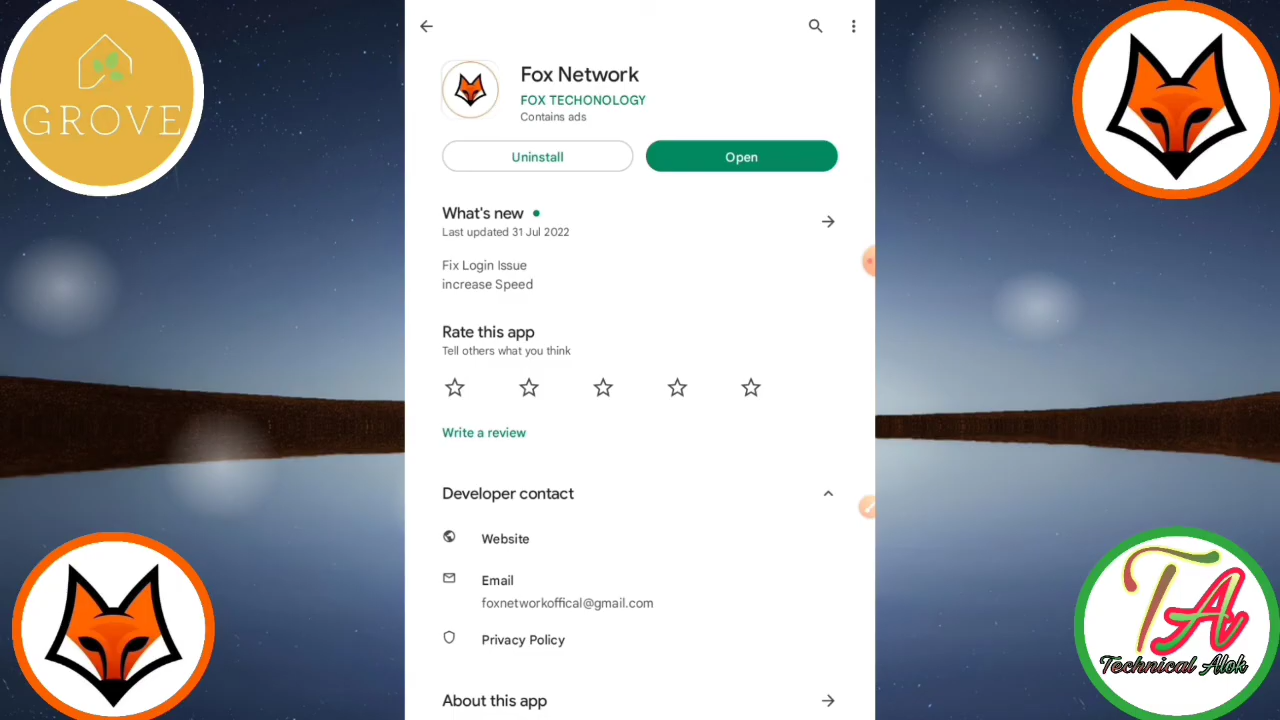 GROVE
Fox Network
FOX TECHONOLOGY
Contains ads
Uninstall
Open
What's new
Last updated 31 Jul 2022
Fix Login Issue
increase Speed
Rate this app
Tell others what you think
Write a review
Developer contact
Website
Email
foxnetworkoffical@gmail.com
Privacy Policy
About this app
TA
Technical Alok